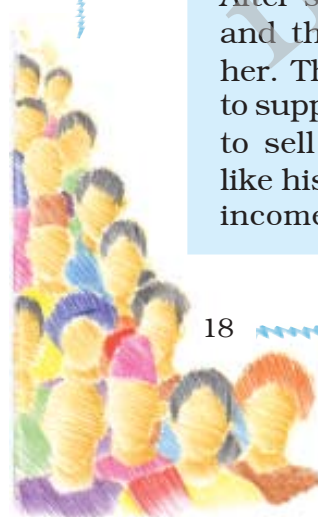 and th
her. Th
to supp
to sell
like his
income
18